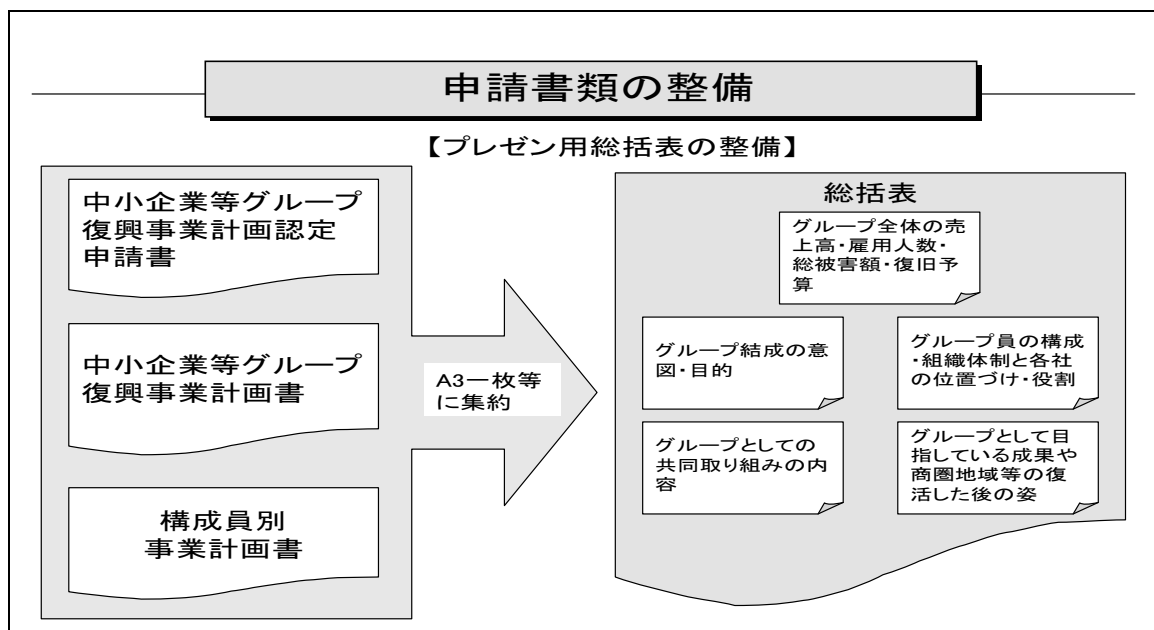 申請書類の整備
【プレゼン用総括表の整備】
中小企業等グループ
復興事業計画認定
申請書
中小企業等グループ
復興事業計画書
構成員別
事業計画書
A3一枚等
に集約
総括表
グループ全体の売
上高・雇用人数・
総被害額・復旧予
算
グループ結成の意
図・目的
グループ員の構成
・組織体制と各社
の位置づけ・役割
グループとしての
共同取り組みの内
容
グループとして目
指している成果や
商圏地域等の復
活した後の姿